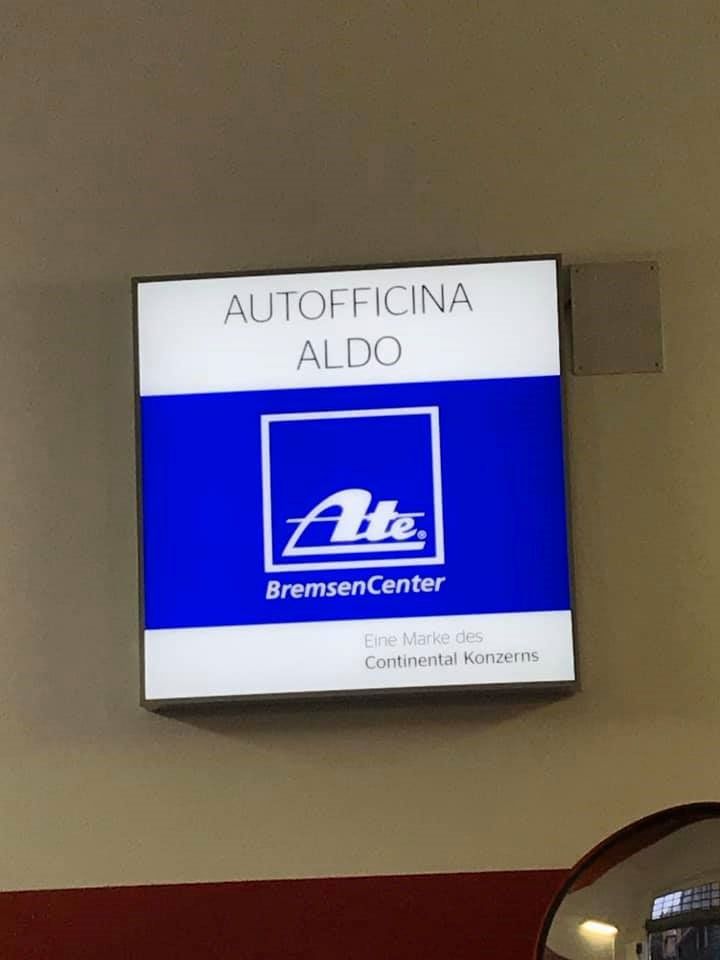 AUTOFFICINA
ALDO
Ate®
BremsenCenter
Eine Marke des
Continental Konzerns